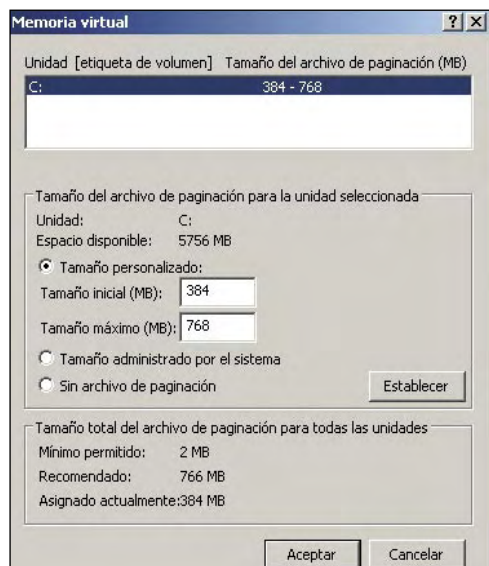 Memoria virtual
Unidad [etiqueta de volumen] Tamaño del archivo de paginación (MB)
C: 384 - 768
Tamaño del archivo de paginación para la unidad seleccionada
Unidad: C:
Espacio disponible: 5756 MB
Tamaño personalizado:
Tamaño inicial (MB): 384
Tamaño máximo (MB): 768
Tamaño administrado por el sistema
Sin archivo de paginación
Establecer
Tamaño total del archivo de paginación para todas las unidades
Mínimo permitido: 2 MB
Recomendado: 766 MB
Asignado actualmente:384 MB
Aceptar Cancelar